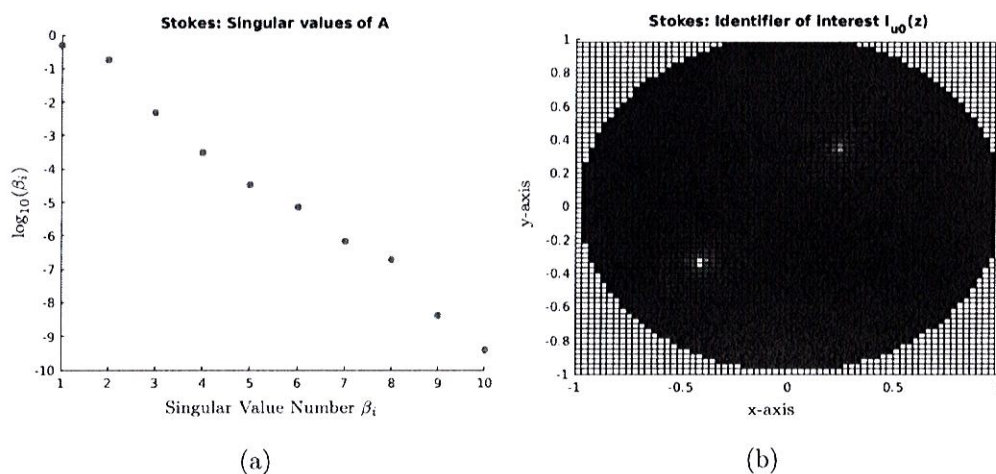 Stokes: Singular values of A
0
-1
-2
-3
-4
-5
-6
-7
-8
-9
-10
log₁₀(βᵢ)
1 2 3 4 5 6 7 8 9 10
Singular Value Number βᵢ
(a)
Stokes: Identifier of interest I_u0(z)
1
0.8
0.6
0.4
0.2
0
-0.2
-0.4
-0.6
-0.8
-1
y-axis
-1 -0.5 0 0.5
x-axis
(b)